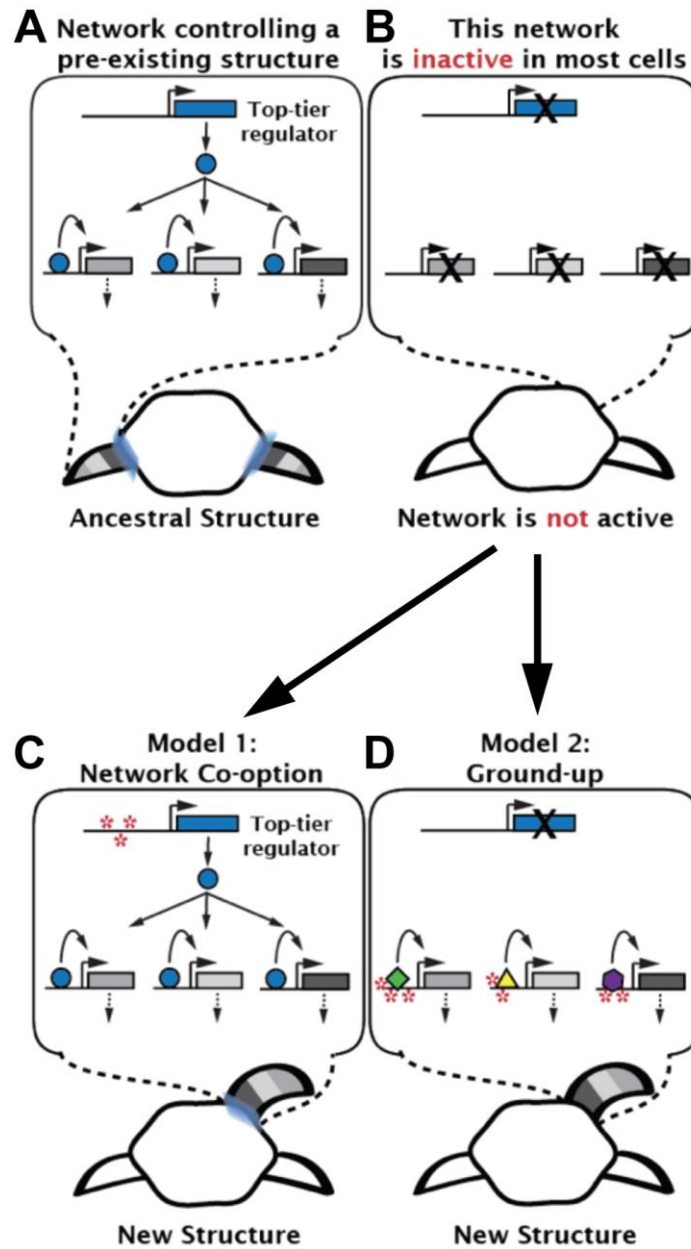 A
Network controlling a
pre-existing structure
Top-tier
regulator
Ancestral Structure
B
This network
is inactive in most cells
X
X
X
X
Network is not active
C
Model 1:
Network Co-option
Top-tier
regulator
New Structure
D
Model 2:
Ground-up
X
New Structure